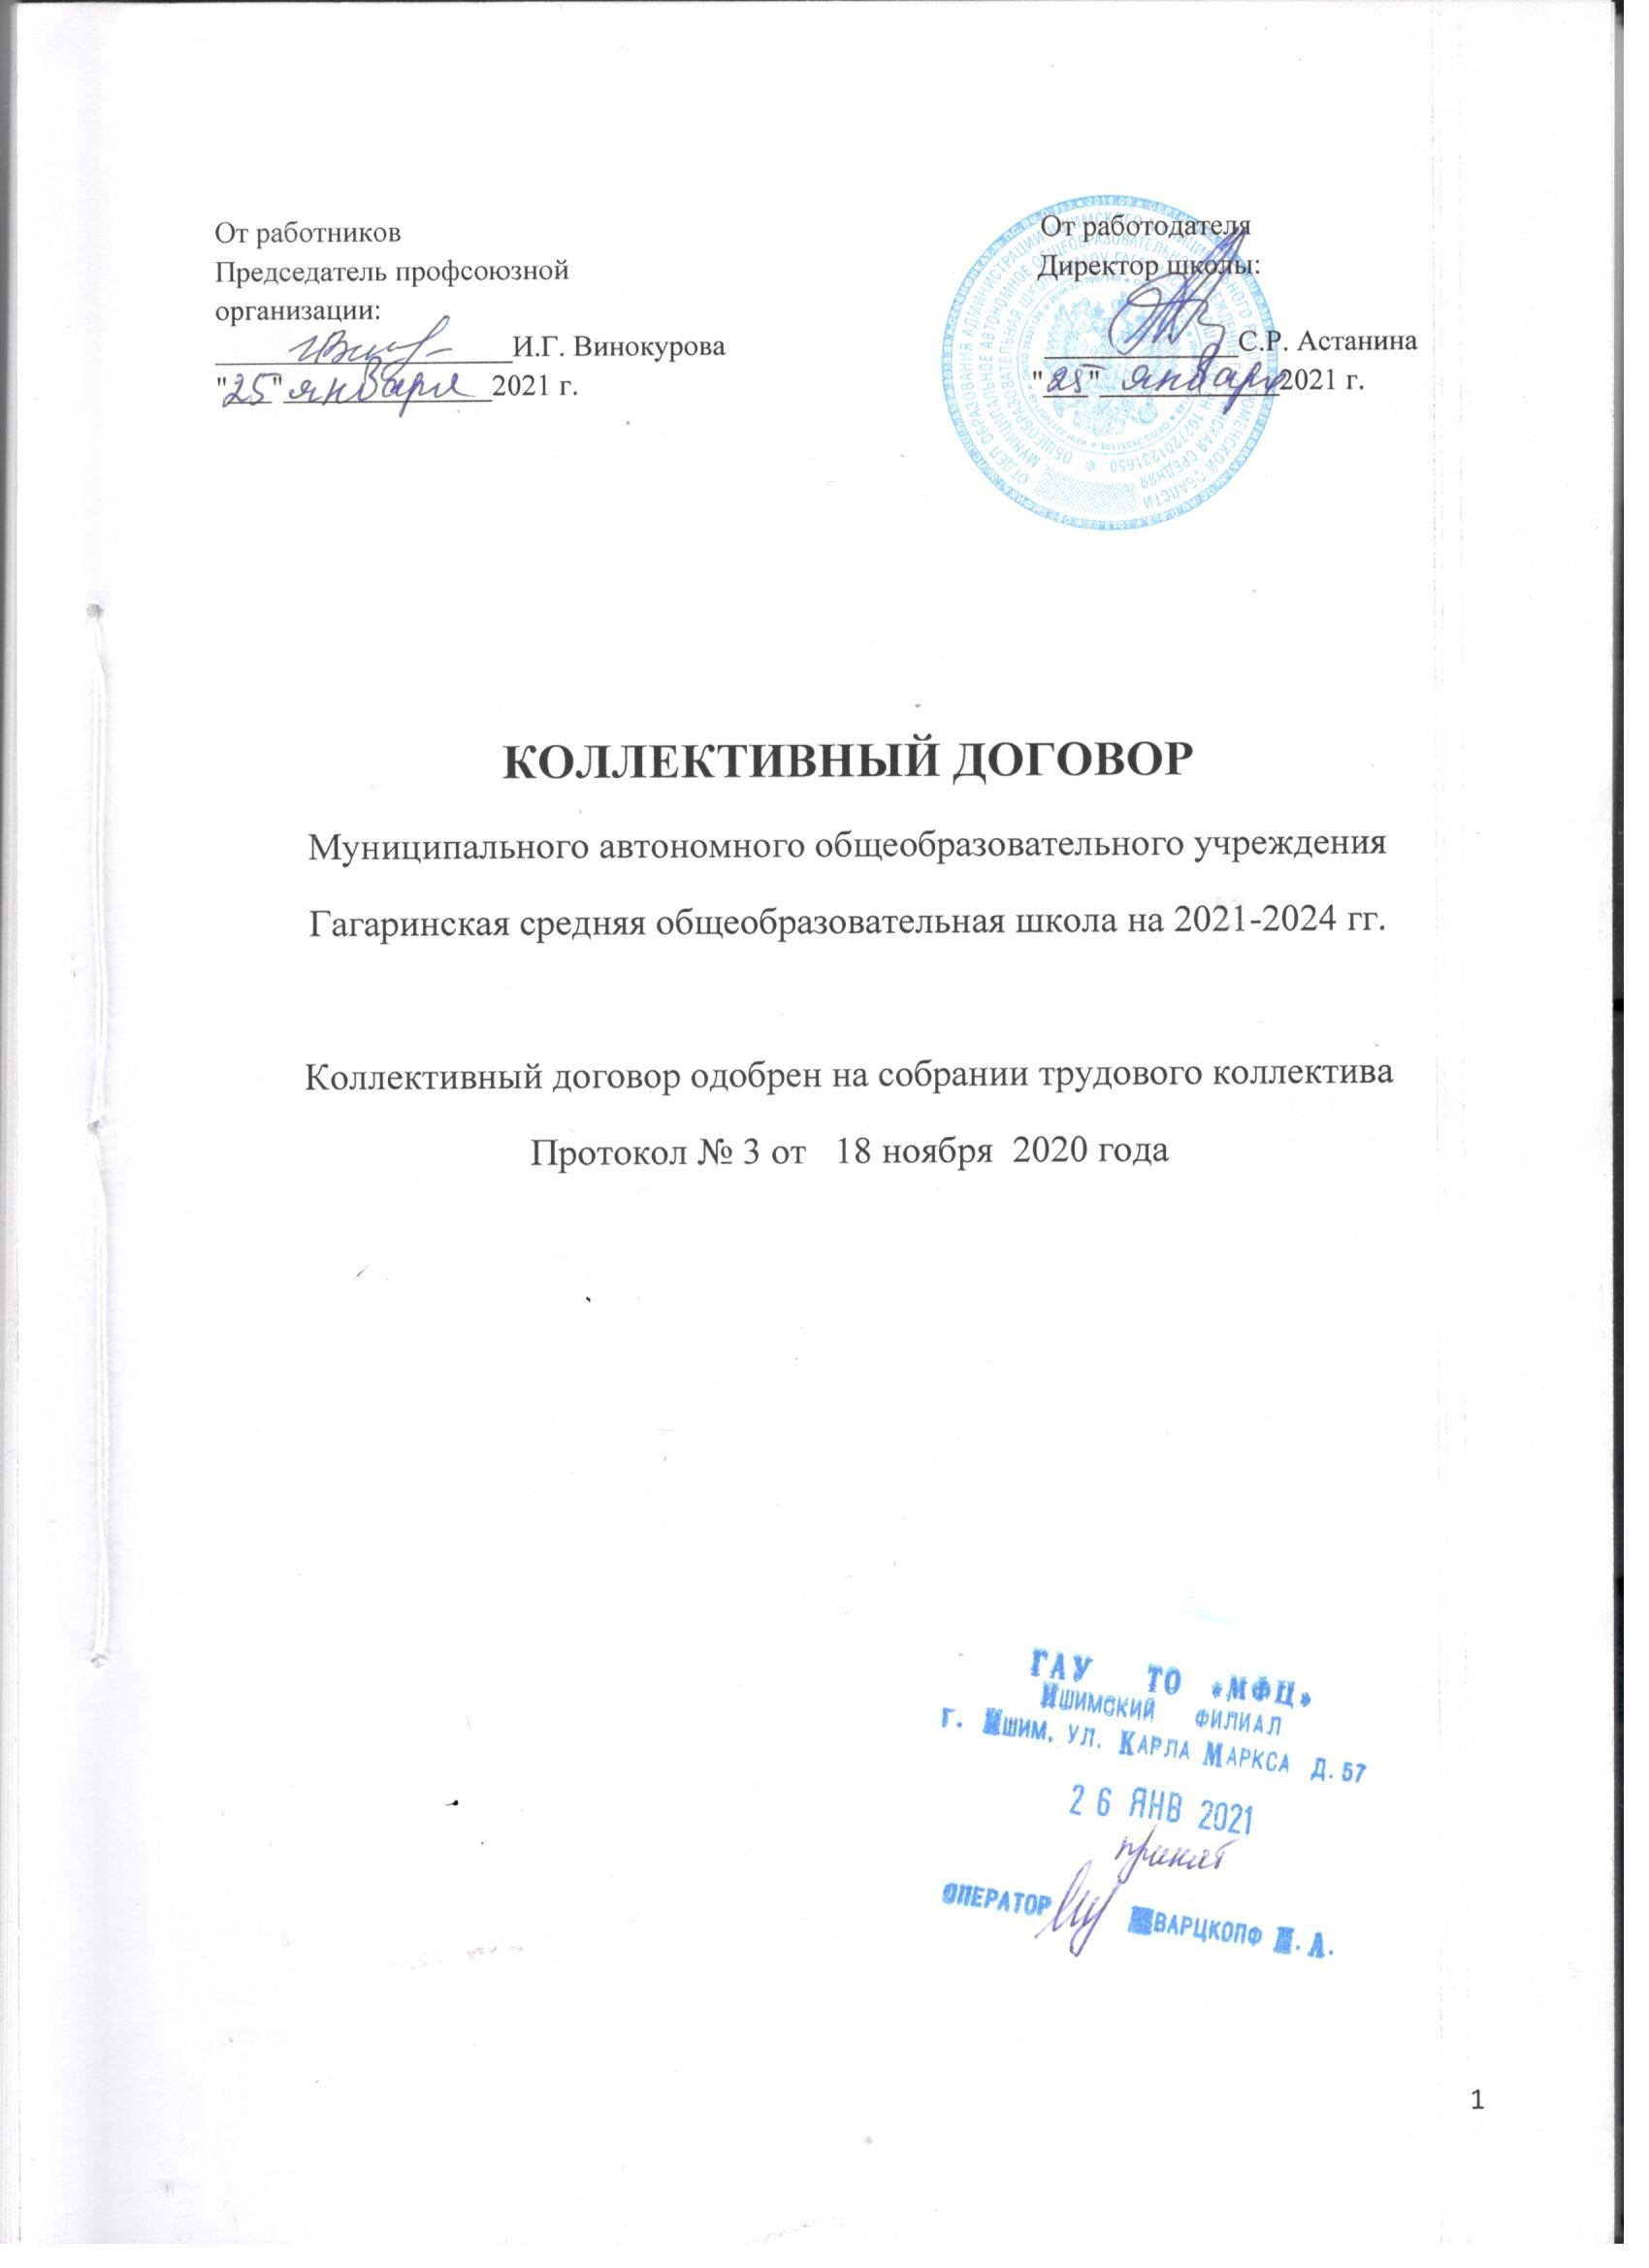 От работников
Председатель профсоюзной
организации:
И.Г. Винокурова
"25" января 2021 г.
От работодателя
Директор школы:
С.Р. Астанина
"25" января 2021 г.
КОЛЛЕКТИВНЫЙ ДОГОВОР
Муниципального автономного общеобразовательного учреждения
Гагаринская средняя общеобразовательная школа на 2021-2024 гг.
Коллективный договор одобрен на собрании трудового коллектива
Протокол № 3 от 18 ноября 2020 года
ГАУ ТО «МФЦ»
Ишимский филиал
г. Ишим, ул. Карла Маркса д. 57
26 ЯНВ 2021
принят
ОПЕРАТОР ШВАРЦКОПФ А.
1